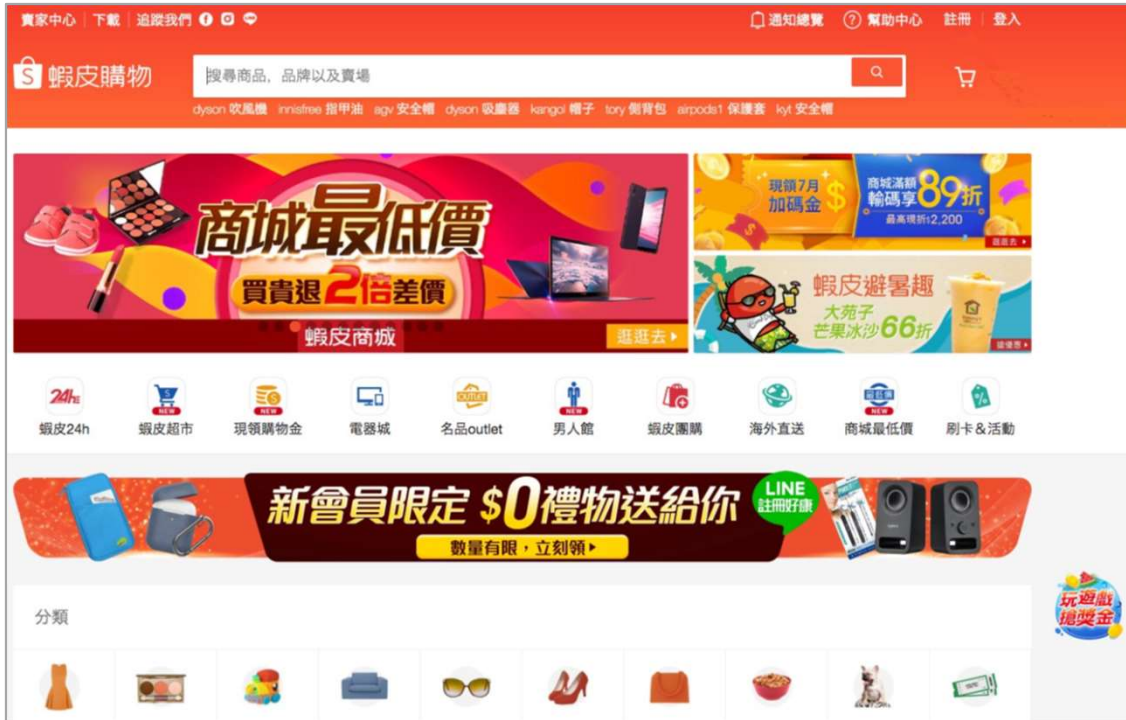 賣家中心 下載 追蹤我們 通知總覽 幫助中心 註冊 登入
蝦皮購物
搜尋商品, 品牌以及賣場
dyson 吹風機 innisfree 指甲油 agv 安全帽 dyson 吸塵器 kangol 帽子 tory 側背包 airpods1 保護套 kyt 安全帽
商城最低價
買貴退2倍差價
蝦皮商城
逛逛去
現領7月
加碼金
商城滿額
輸碼享
89折
最高現折$2,200
逛逛去
蝦皮避暑趣
大苑子
芒果冰沙66折
搶優惠
24hr
NEW
NEW
OUTLET
NEW
最低價
NEW
蝦皮24h 蝦皮超市 現領購物金 電器城 名品outlet 男人館 蝦皮團購 海外直送 商城最低價 刷卡&活動
新會員限定 $0禮物送給你
LINE
註冊好康
數量有限,立刻領
玩遊戲
搶獎金
分類